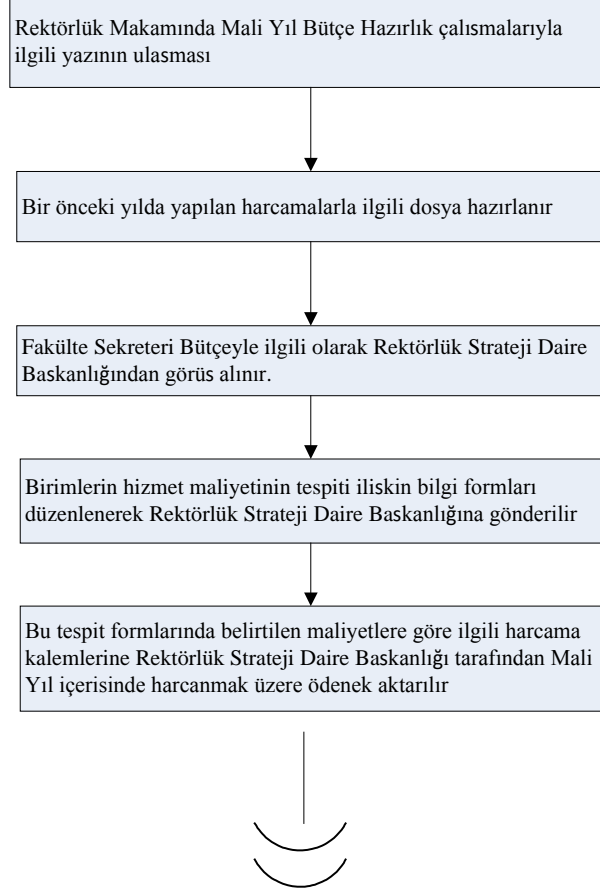 Rektörlük Makamında Mali Yıl Bütçe Hazırlık çalısmalarıyla
ilgili yazının ulasması
Bir önceki yılda yapılan harcamalarla ilgili dosya hazırlanır
Fakülte Sekreteri Bütçeyle ilgili olarak Rektörlük Strateji Daire
Baskanlığından görüs alınır.
Birimlerin hizmet maliyetinin tespiti iliskin bilgi formları
düzenlenerek Rektörlük Strateji Daire Baskanlığına gönderilir
Bu tespit formlarında belirtilen maliyetlere göre ilgili harcama
kalemlerine Rektörlük Strateji Daire Baskanlığı tarafından Mali
Yıl içerisinde harcanmak üzere ödenek aktarılır